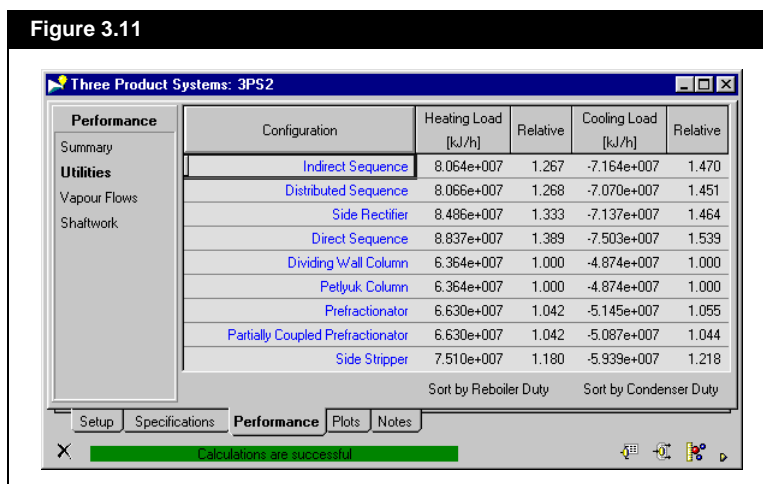 Figure 3.11
Three Product Systems: 3PS2
Performance
Summary
Utilities
Vapour Flows
Shaftwork
Configuration Heating Load [kJ/h] Relative Cooling Load [kJ/h] Relative
Indirect Sequence 8.064e+007 1.267 -7.164e+007 1.470
Distributed Sequence 8.066e+007 1.268 -7.070e+007 1.451
Side Rectifier 8.486e+007 1.333 -7.137e+007 1.464
Direct Sequence 8.837e+007 1.389 -7.503e+007 1.539
Dividing Wall Column 6.364e+007 1.000 -4.874e+007 1.000
Petlyuk Column 6.364e+007 1.000 -4.874e+007 1.000
Prefractionator 6.630e+007 1.042 -5.145e+007 1.055
Partially Coupled Prefractionator 6.630e+007 1.042 -5.087e+007 1.044
Side Stripper 7.510e+007 1.180 -5.939e+007 1.218
Sort by Reboiler Duty Sort by Condenser Duty
Setup Specifications Performance Plots Notes
Calculations are successful